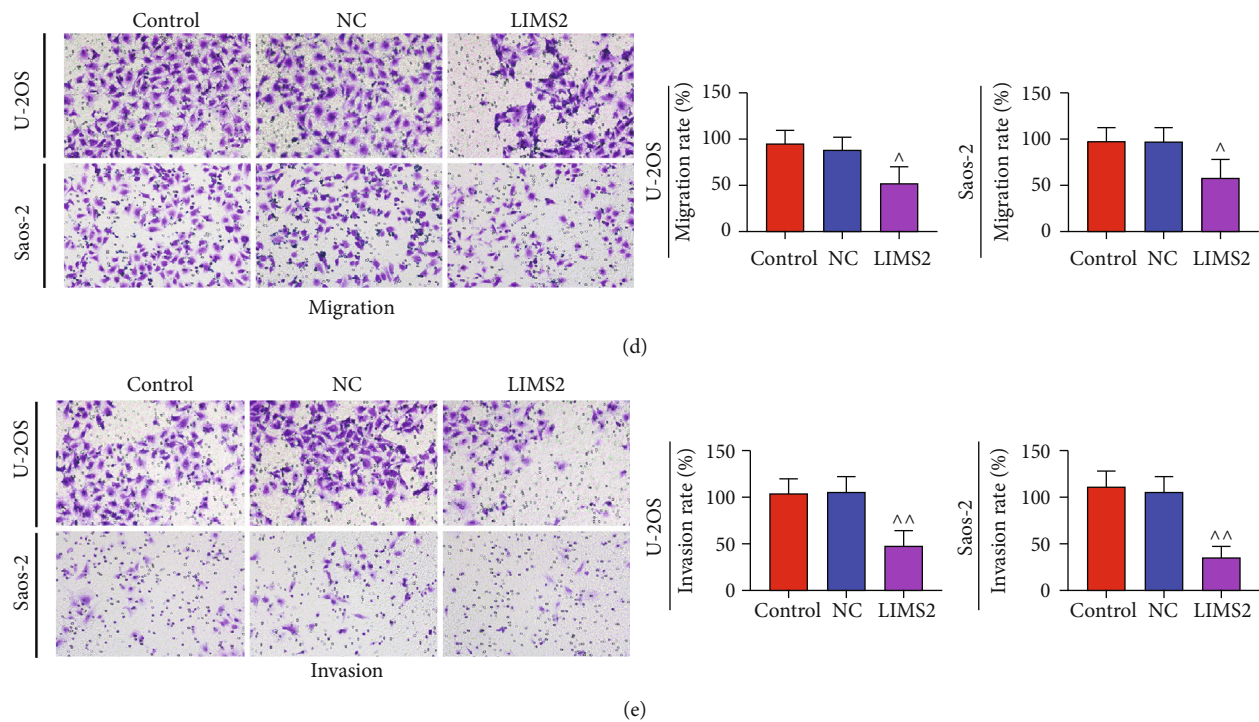 Control NC LIMS2
U-2OS
Saos-2
Migration
U-2OS
Migration rate (%)
150
100
50
0
Control NC LIMS2
^
Saos-2
Migration rate (%)
150
100
50
0
Control NC LIMS2
^
(d)
Control NC LIMS2
U-2OS
Saos-2
Invasion
U-2OS
Invasion rate (%)
150
100
50
0
Control NC LIMS2
^^
Saos-2
Invasion rate (%)
150
100
50
0
Control NC LIMS2
^^
(e)